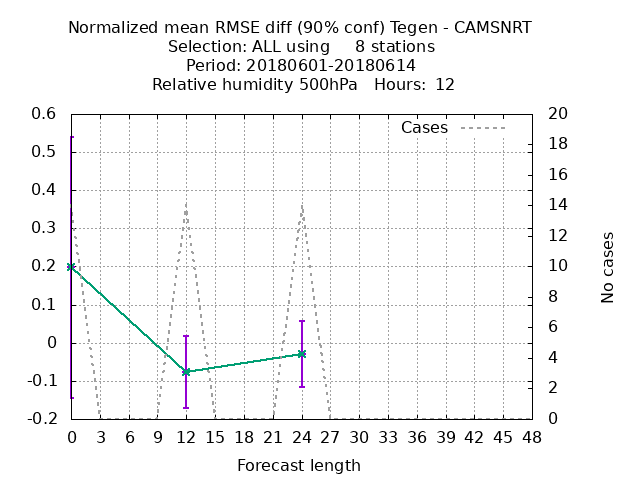 Normalized mean RMSE diff (90% conf) Tegen - CAMSNRT
Selection: ALL using     8 stations
Period: 20180601-20180614
Relative humidity 500hPa   Hours:  12
Cases
0.6
0.5
0.4
0.3
0.2
0.1
0
-0.1
-0.2
20
18
16
14
12
10
8
6
4
2
0
No cases
0 3 6 9 12 15 18 21 24 27 30 33 36 39 42 45 48
Forecast length